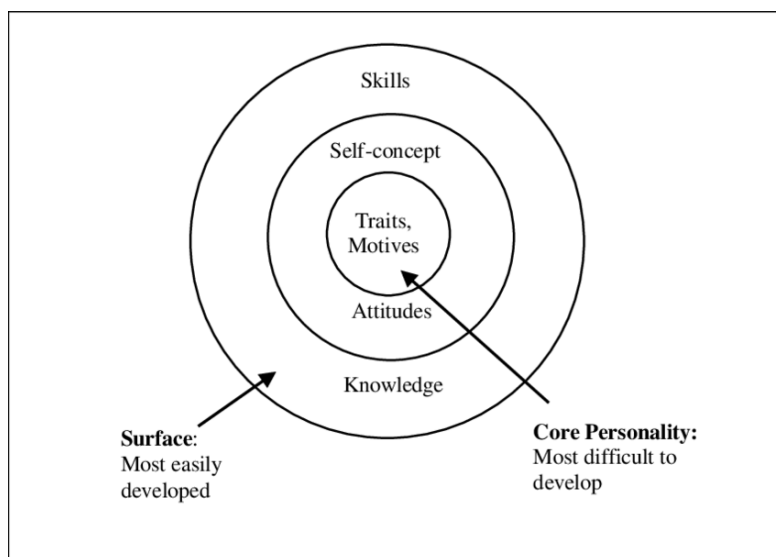 Skills
Self-concept
Traits,
Motives
Attitudes
Knowledge
Surface:
Most easily
developed
Core Personality:
Most difficult to
develop